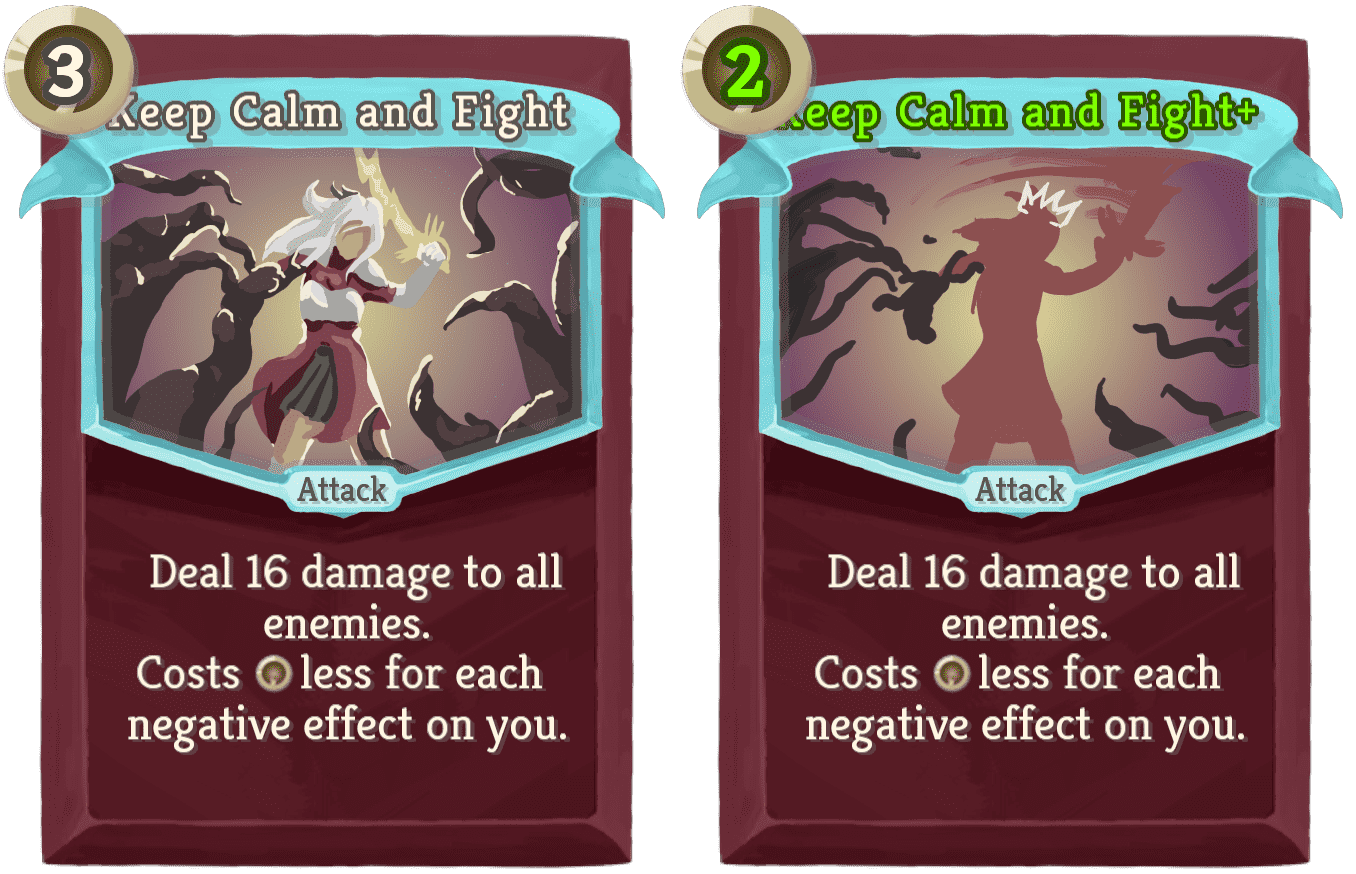 3
Keep Calm and Fight
Attack
Deal 16 damage to all
enemies.
Costs less for each
negative effect on you.
2
Keep Calm and Fight+
Attack
Deal 16 damage to all
enemies.
Costs less for each
negative effect on you.